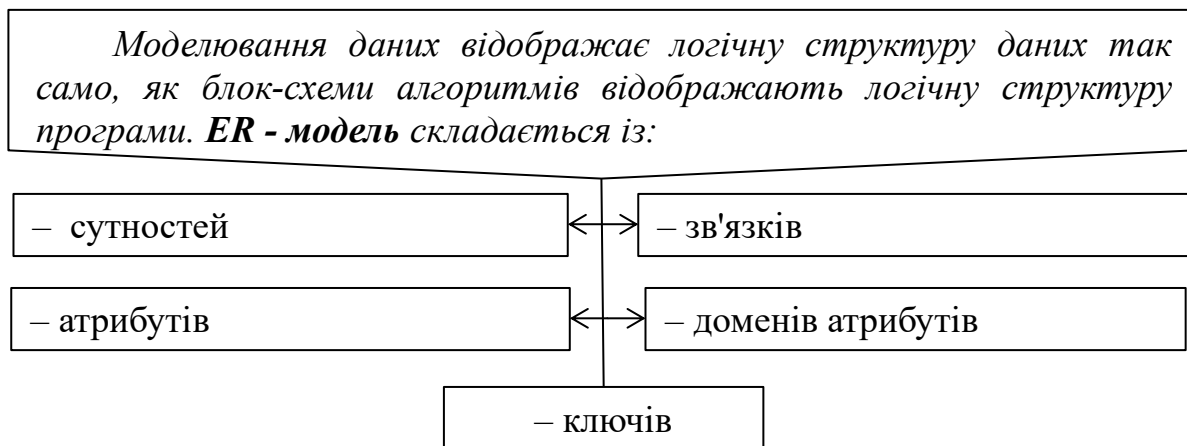 Моделювання даних відображає логічну структуру даних так
само, як блок-схеми алгоритмів відображають логічну структуру
програми. ER - модель складається із:
– сутностей
– зв'язків
– атрибутів
– доменів атрибутів
– ключів